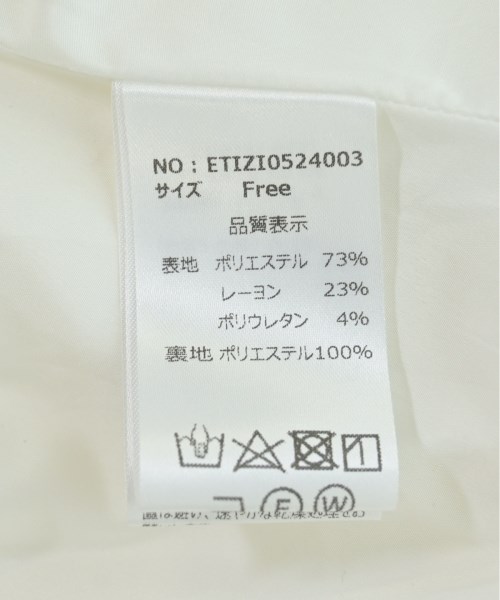 NO : ETIZI0524003
サイズ Free
品質表示
表地 ポリエステル 73%
レーヨン 23%
ポリウレタン 4%
裏地 ポリエステル100%
F W